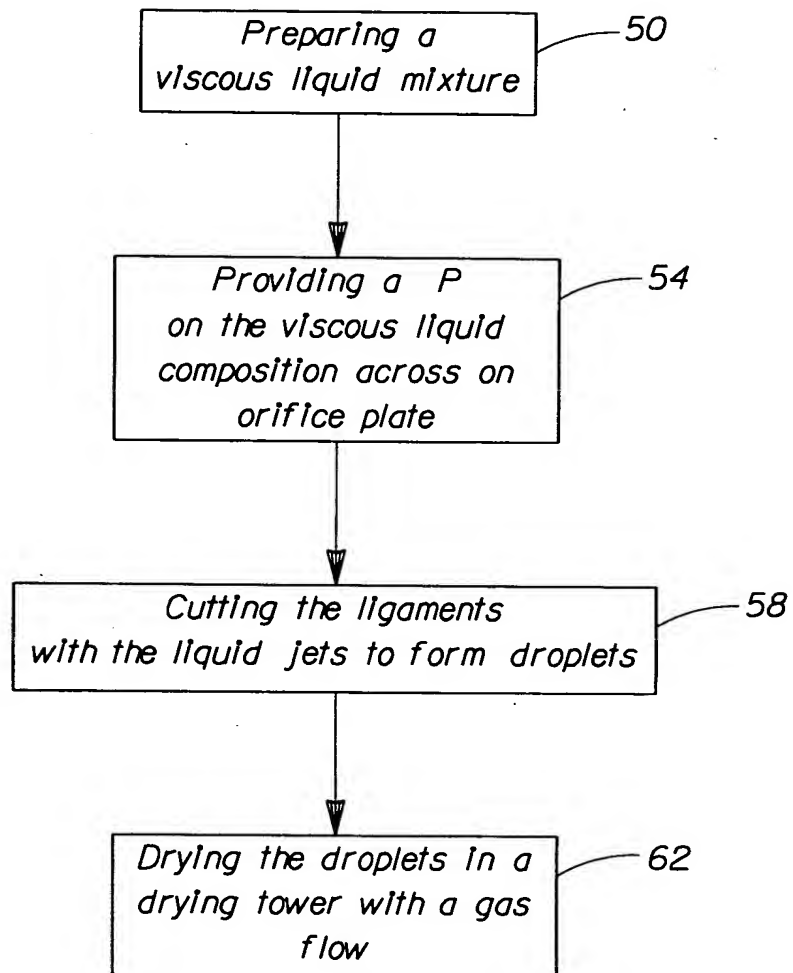 Preparing a
viscous liquid mixture
50
Providing a P
on the viscous liquid
composition across on
orifice plate
54
Cutting the ligaments
with the liquid jets to form droplets
58
Drying the droplets in a
drying tower with a gas
flow
62